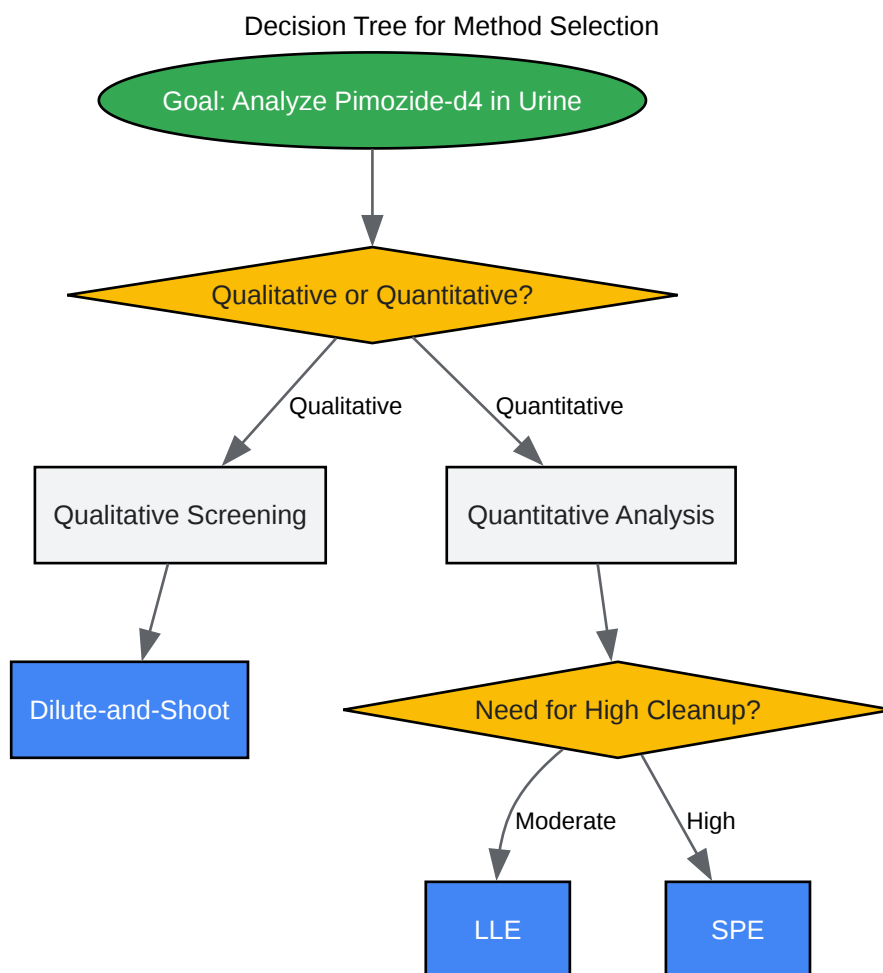 Decision Tree for Method Selection
Goal: Analyze Pimozide-d4 in Urine
Qualitative or Quantitative?
Qualitative
Quantitative
Qualitative Screening
Quantitative Analysis
Dilute-and-Shoot
Need for High Cleanup?
Moderate
High
LLE
SPE